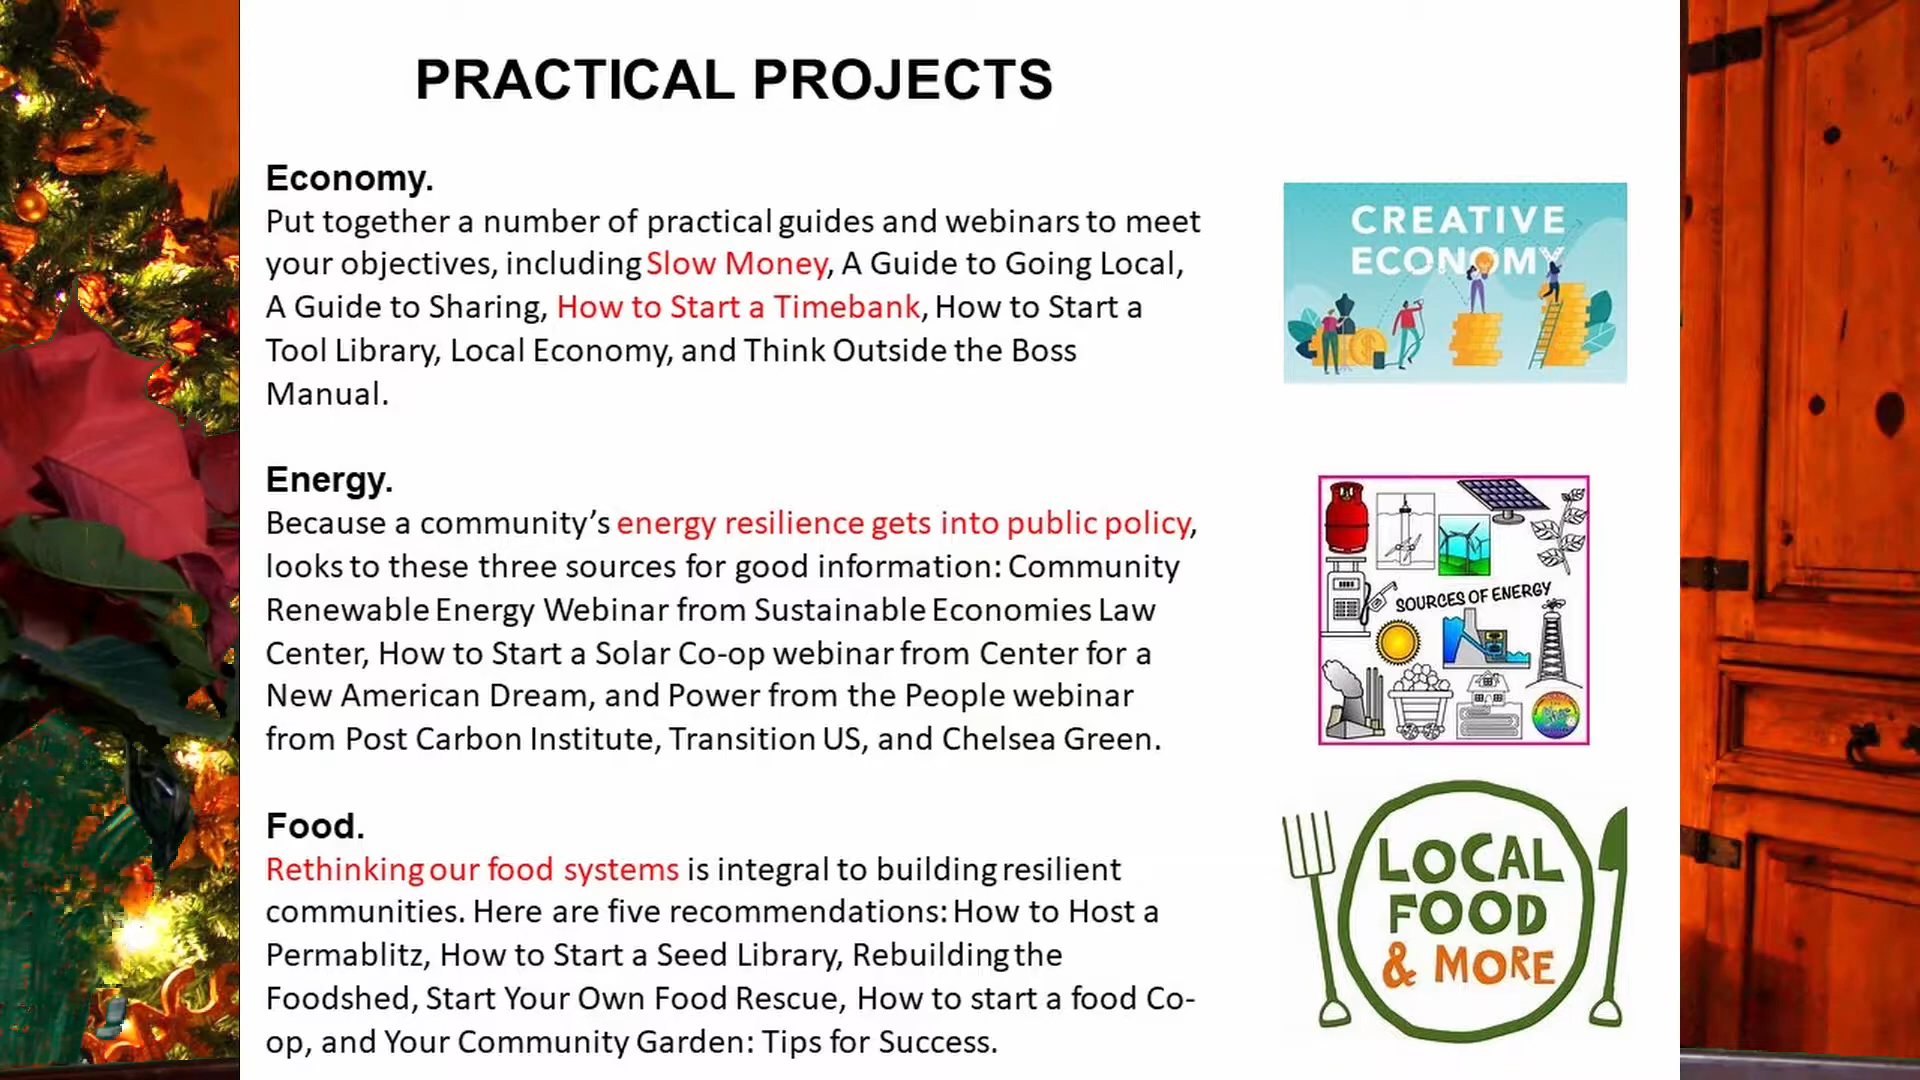 PRACTICAL PROJECTS
Economy.
Put together a number of practical guides and webinars to meet
your objectives, including Slow Money, A Guide to Going Local,
A Guide to Sharing, How to Start a Timebank, How to Start a
Tool Library, Local Economy, and Think Outside the Boss
Manual.
CREATIVE
ECONOMY
Energy.
Because a community’s energy resilience gets into public policy,
looks to these three sources for good information: Community
Renewable Energy Webinar from Sustainable Economies Law
Center, How to Start a Solar Co-op webinar from Center for a
New American Dream, and Power from the People webinar
from Post Carbon Institute, Transition US, and Chelsea Green.
SOURCES OF ENERGY
Food.
Rethinking our food systems is integral to building resilient
communities. Here are five recommendations: How to Host a
Permablitz, How to Start a Seed Library, Rebuilding the
Foodshed, Start Your Own Food Rescue, How to start a food Co-
op, and Your Community Garden: Tips for Success.
LOCAL
FOOD
& MORE